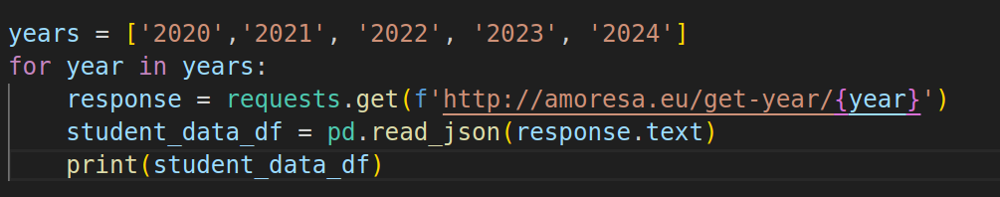 years = ['2020','2021', '2022', '2023', '2024']
for year in years:
    response = requests.get(f'http://amoresa.eu/get-year/{year}')
    student_data_df = pd.read_json(response.text)
    print(student_data_df)